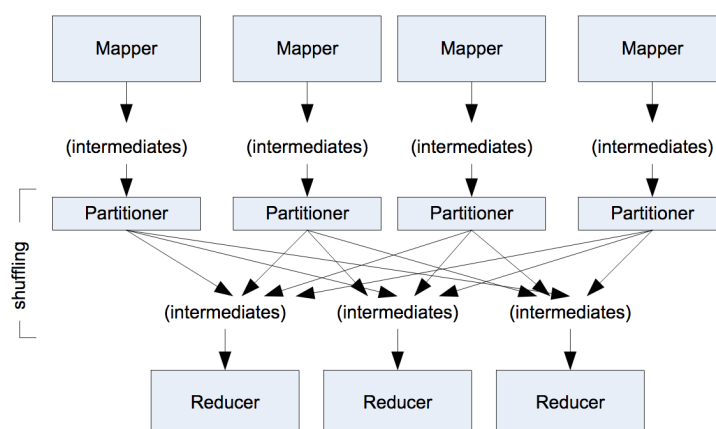 Mapper Mapper Mapper Mapper
(intermediates) (intermediates) (intermediates) (intermediates)
Partitioner Partitioner Partitioner Partitioner
shuffling
(intermediates) (intermediates) (intermediates)
Reducer Reducer Reducer